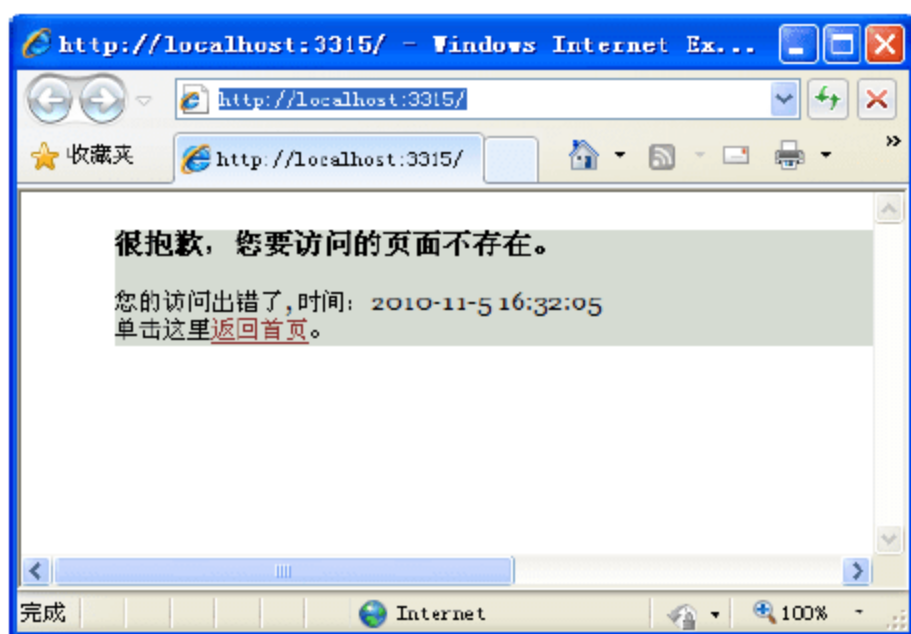 http://localhost:3315/ - Windows Internet Ex...
http://localhost:3315/
收藏夹
http://localhost:3315/
»
很抱歉，您要访问的页面不存在。
您的访问出错了,时间：2010-11-5 16:32:05
单击这里返回首页。
完成
Internet
100%